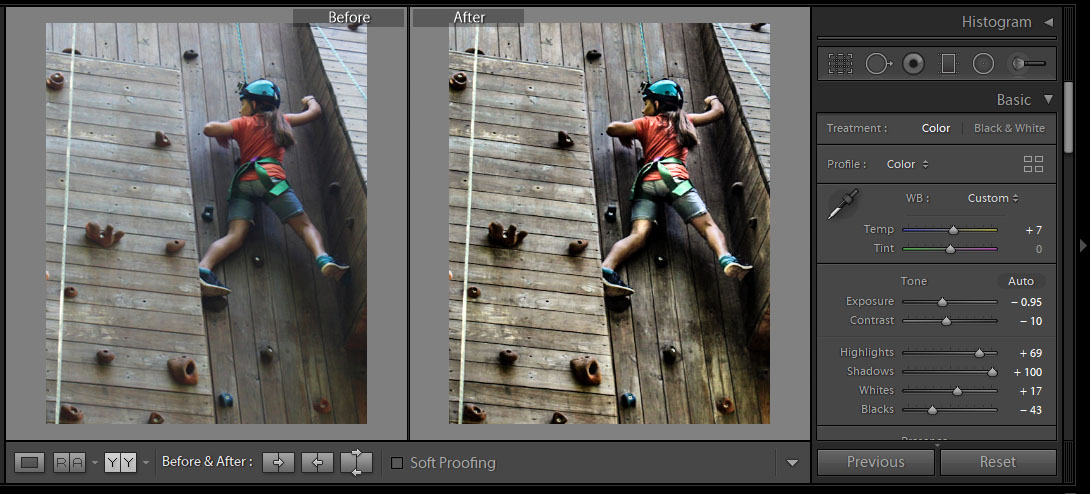 Before
After
Histogram
Basic
Treatment : Color | Black & White
Profile : Color
WB : Custom
Temp + 7
Tint 0
Tone Auto
Exposure − 0.95
Contrast − 10
Highlights + 69
Shadows + 100
Whites + 17
Blacks − 43
R A Y Y Before & After : Soft Proofing
Previous Reset